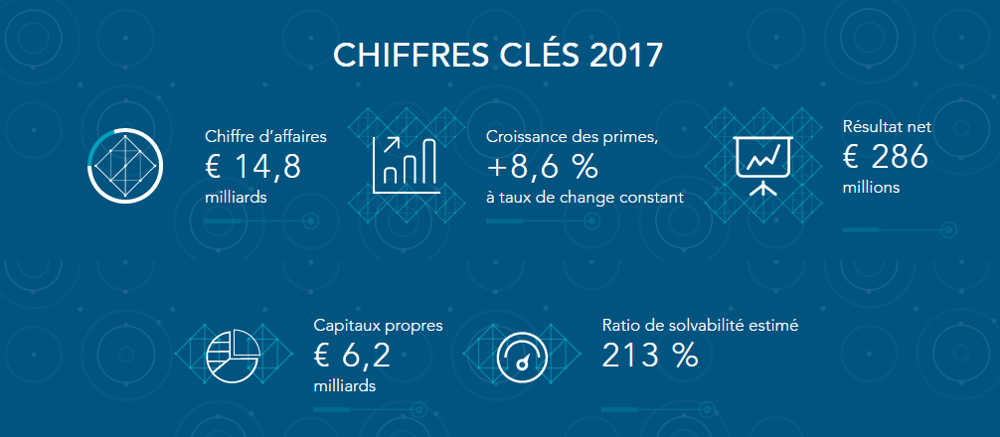 CHIFFRES CLÉS 2017
Chiffre d’affaires
€ 14,8
milliards
Croissance des primes,
+8,6 %
à taux de change constant
Résultat net
€ 286
millions
Capitaux propres
€ 6,2
milliards
Ratio de solvabilité estimé
213 %